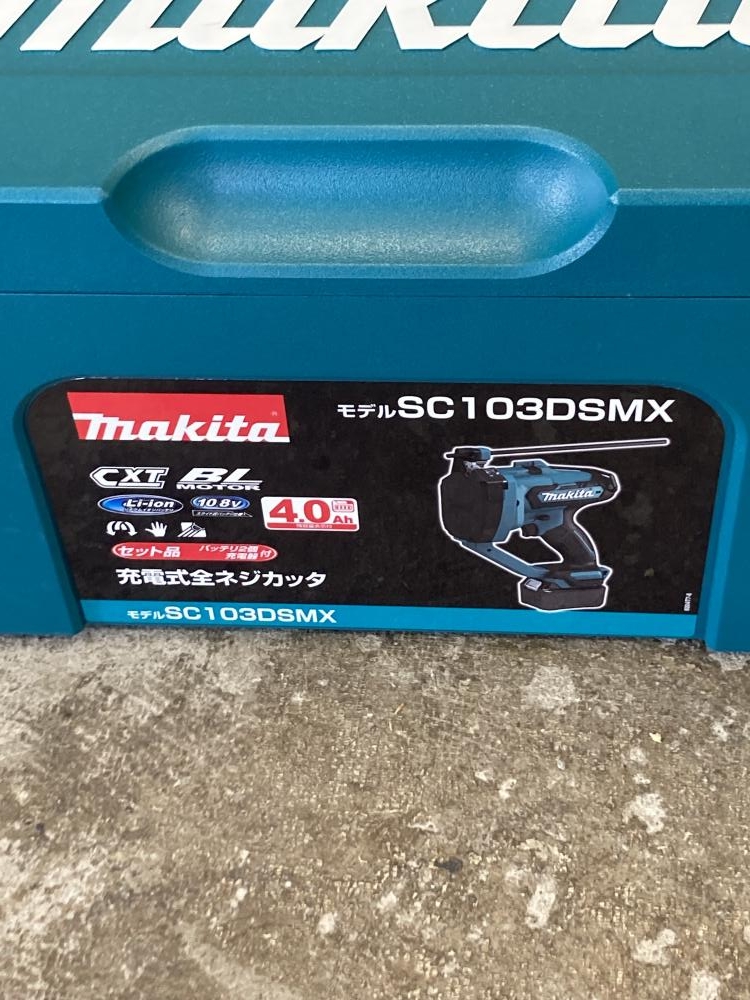 makita
makita
モデルSC103DSMX
makita
CXT BL
MOTOR
Li-ion 10.8v
4.0Ah
セット品 バッテリ2個
充電器付
充電式全ネジカッタ
モデルSC103DSMX